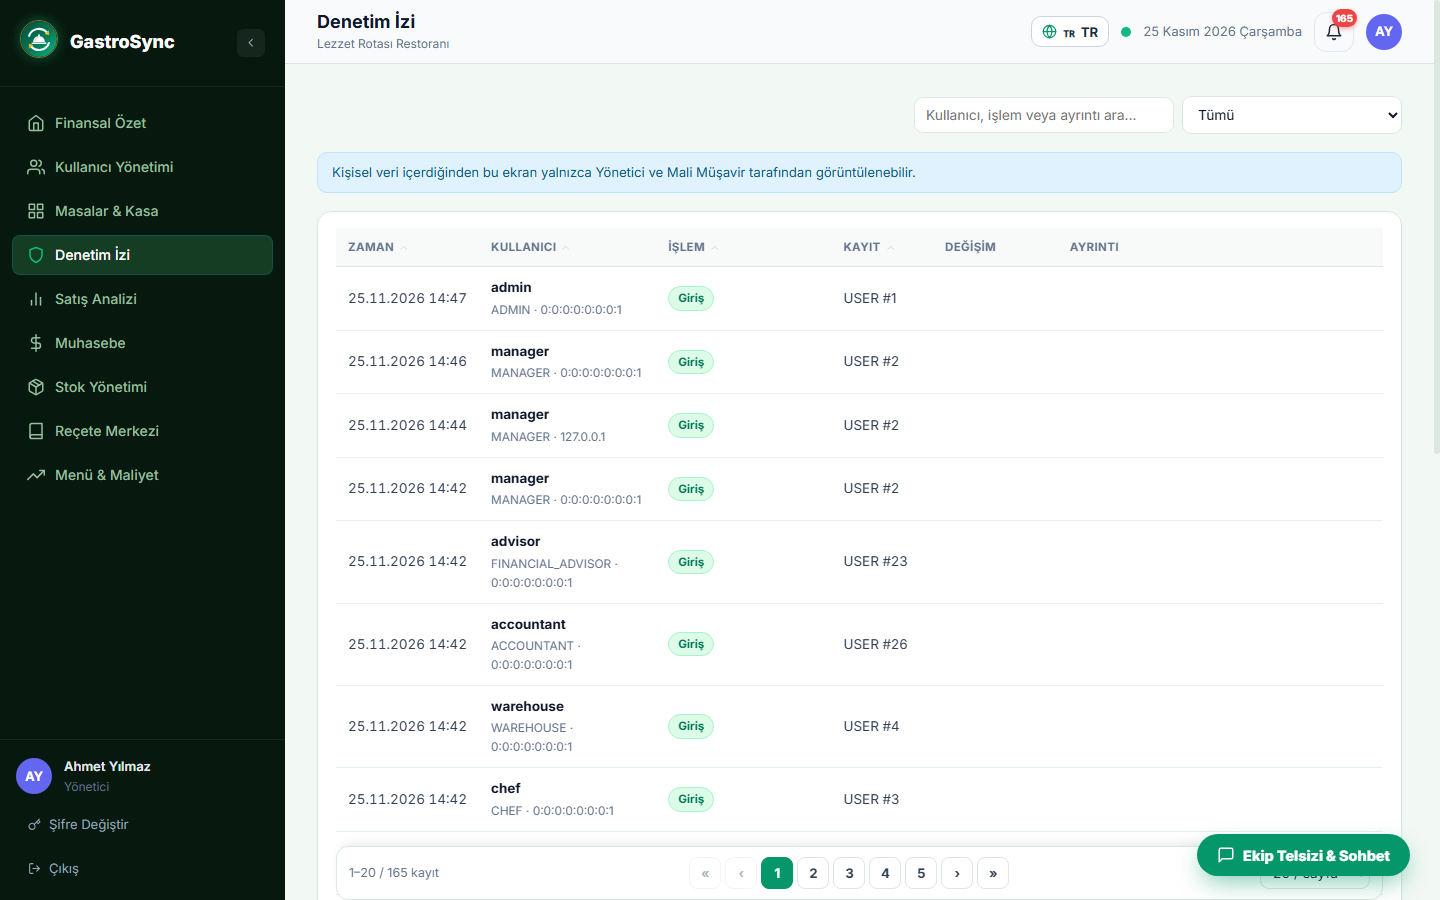 GastroSync
Finansal Özet
Kullanıcı Yönetimi
Masalar & Kasa
Denetim İzi
Satış Analizi
Muhasebe
Stok Yönetimi
Reçete Merkezi
Menü & Maliyet
AY
Ahmet Yılmaz
Yönetici
Şifre Değiştir
Çıkış
Denetim İzi
Lezzet Rotası Restoranı
TR TR
25 Kasım 2026 Çarşamba
165
AY
Kullanıcı, işlem veya ayrıntı ara...
Tümü
Kişisel veri içerdiğinden bu ekran yalnızca Yönetici ve Mali Müşavir tarafından görüntülenebilir.
ZAMAN KULLANICI İŞLEM KAYIT DEĞİŞİM AYRINTI
25.11.2026 14:47 admin Giriş USER #1
ADMIN · 0:0:0:0:0:0:0:1
25.11.2026 14:46 manager Giriş USER #2
MANAGER · 0:0:0:0:0:0:0:1
25.11.2026 14:44 manager Giriş USER #2
MANAGER · 127.0.0.1
25.11.2026 14:42 manager Giriş USER #2
MANAGER · 0:0:0:0:0:0:0:1
25.11.2026 14:42 advisor Giriş USER #23
FINANCIAL_ADVISOR ·
0:0:0:0:0:0:0:1
25.11.2026 14:42 accountant Giriş USER #26
ACCOUNTANT ·
0:0:0:0:0:0:0:1
25.11.2026 14:42 warehouse Giriş USER #4
WAREHOUSE ·
0:0:0:0:0:0:0:1
25.11.2026 14:42 chef Giriş USER #3
CHEF · 0:0:0:0:0:0:0:1
1–20 / 165 kayıt
« ‹ 1 2 3 4 5 › »
Ekip Telsizi & Sohbet